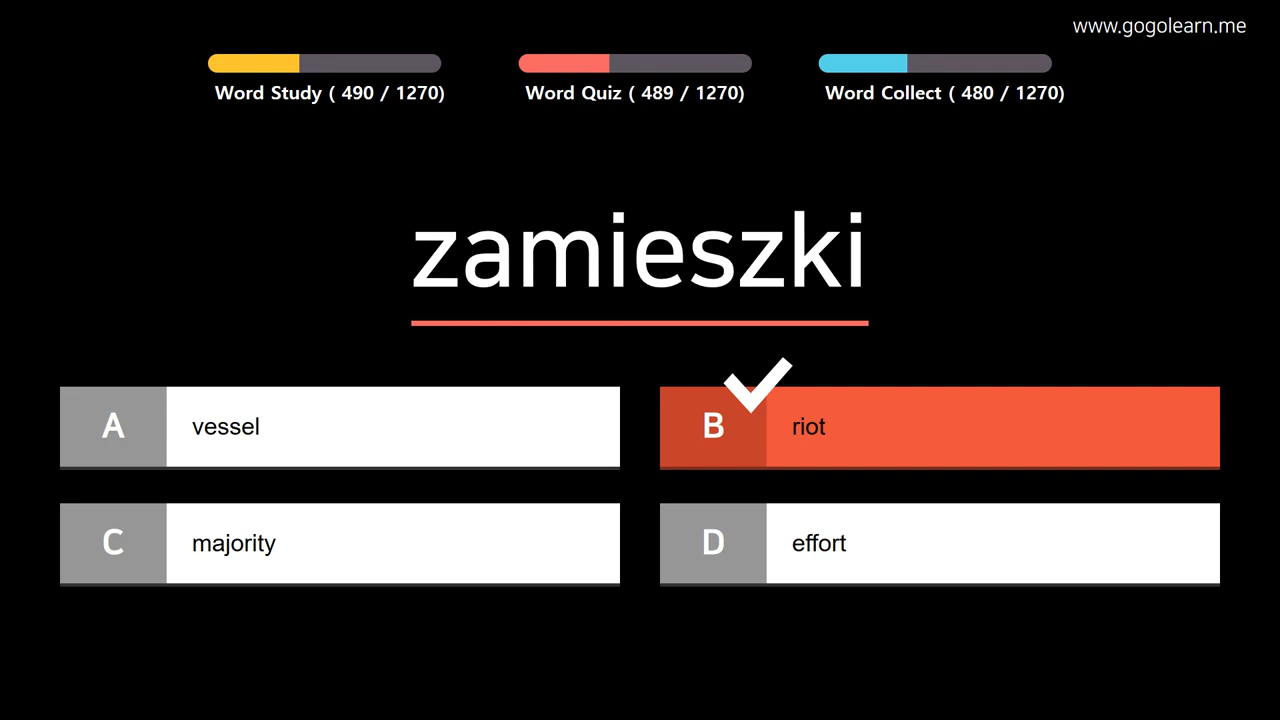 www.gogolearn.me
Word Study ( 490 / 1270)
Word Quiz ( 489 / 1270)
Word Collect ( 480 / 1270)
zamieszki
A vessel
B riot
C majority
D effort